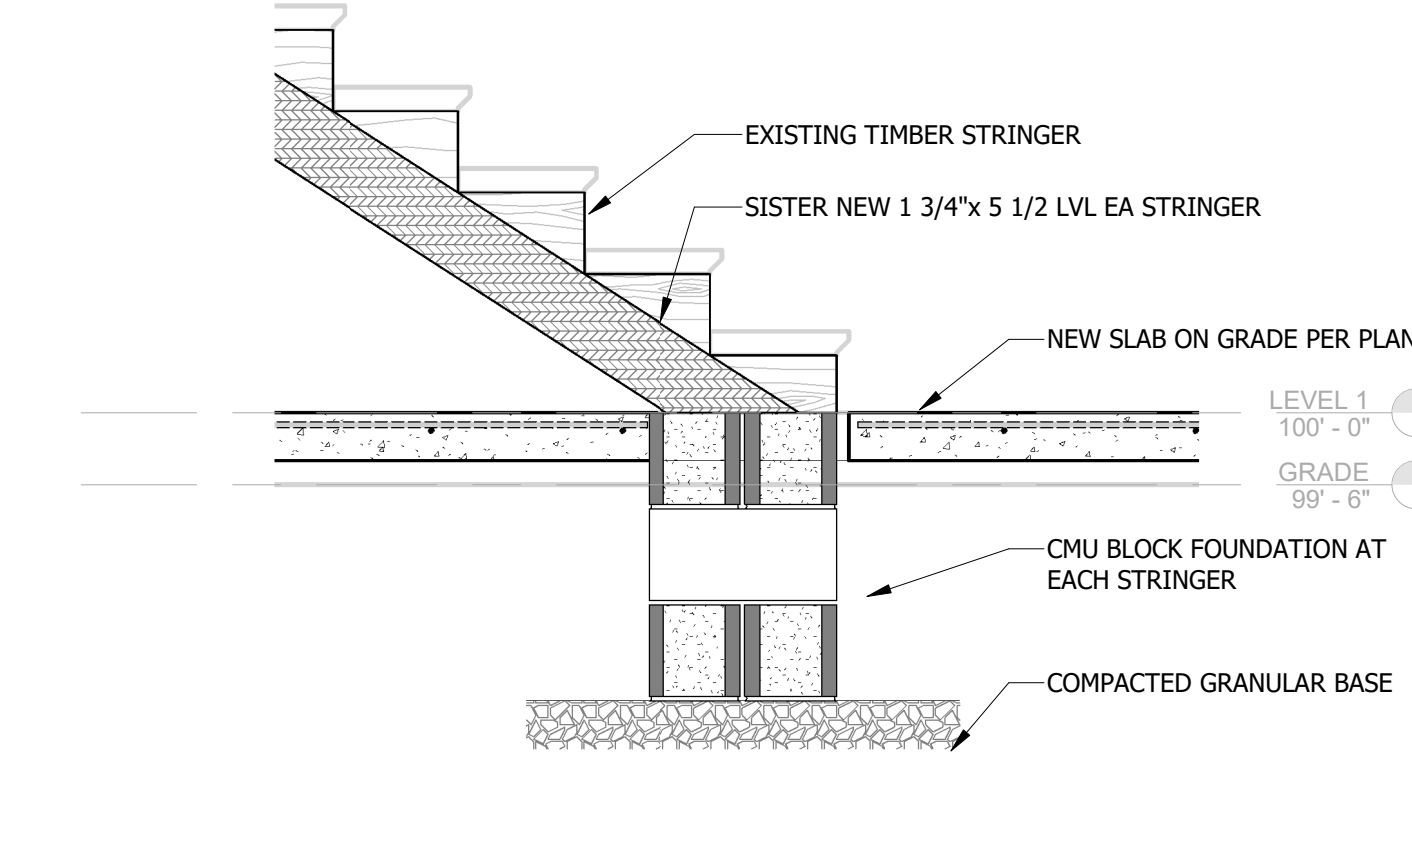 EXISTING TIMBER STRINGER
SISTER NEW 1 3/4"x 5 1/2 LVL EA STRINGER
NEW SLAB ON GRADE PER PLAN
LEVEL 1
100' - 0"
GRADE
99' - 6"
CMU BLOCK FOUNDATION AT
EACH STRINGER
COMPACTED GRANULAR BASE